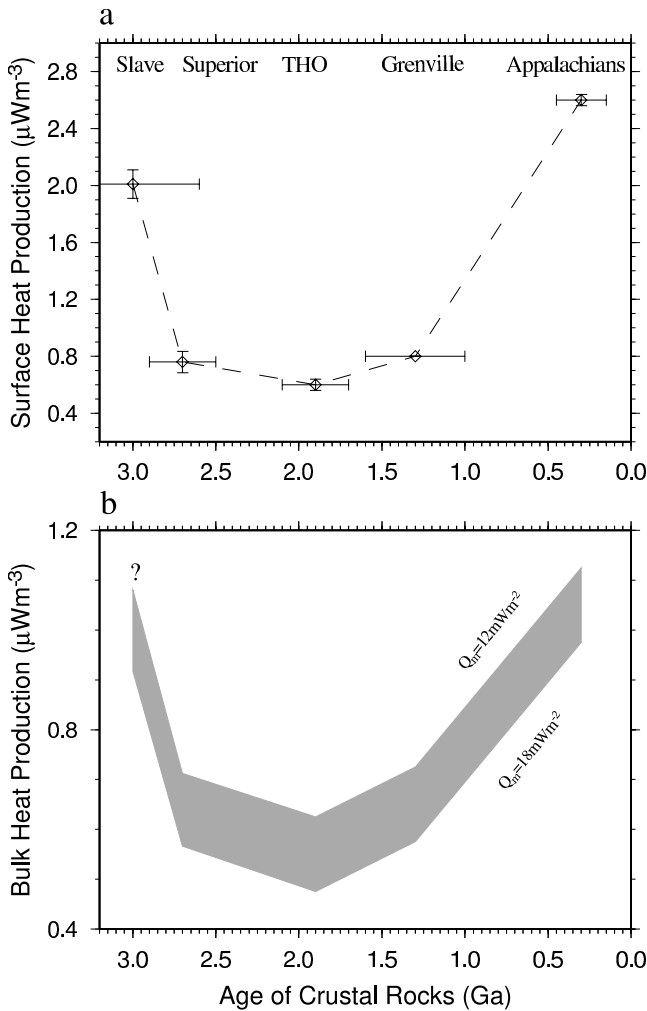 a
Slave Superior THO Grenville Appalachians
2.8
2.4
2.0
1.6
1.2
0.8
0.4
Surface Heat Production (μWm-3)
3.0 2.5 2.0 1.5 1.0 0.5 0.0
b
1.2
0.8
0.4
Bulk Heat Production (μWm-3)
?
Qm=12mWm-2
Qm=18mWm-2
3.0 2.5 2.0 1.5 1.0 0.5 0.0
Age of Crustal Rocks (Ga)